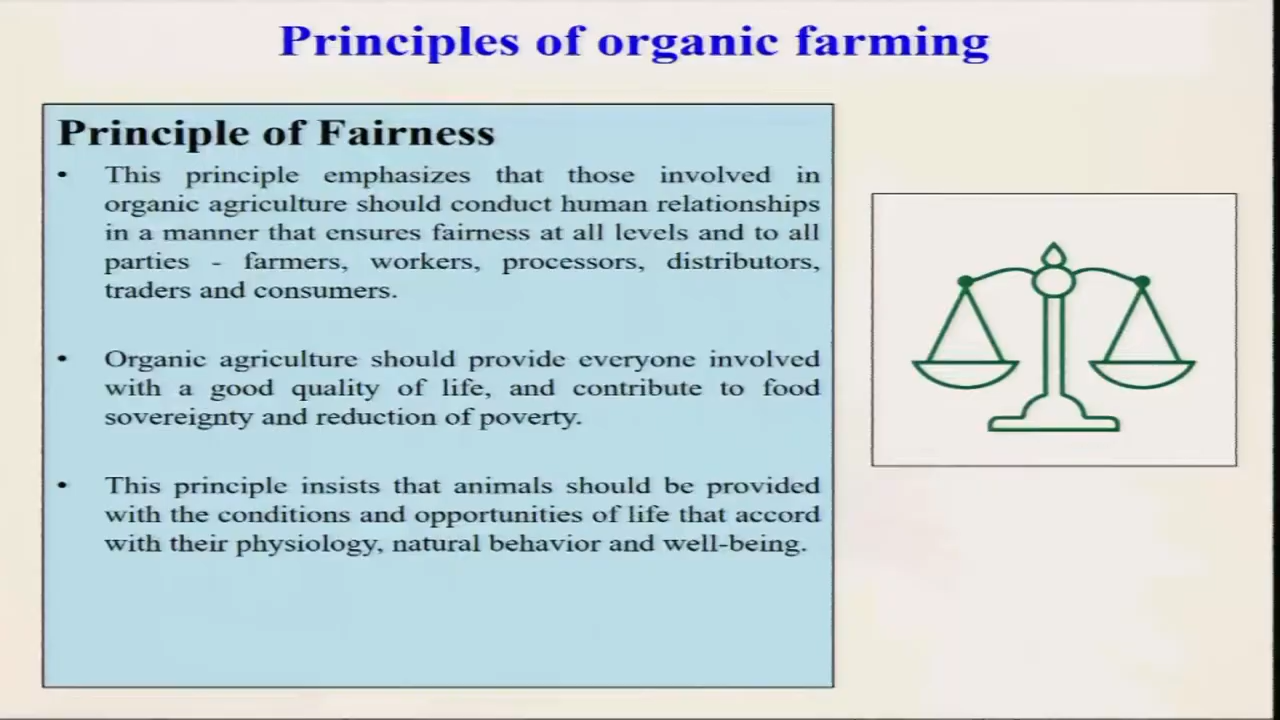 Principles of organic farming
Principle of Fairness
• This principle emphasizes that those involved in
organic agriculture should conduct human relationships
in a manner that ensures fairness at all levels and to all
parties - farmers, workers, processors, distributors,
traders and consumers.
• Organic agriculture should provide everyone involved
with a good quality of life, and contribute to food
sovereignty and reduction of poverty.
• This principle insists that animals should be provided
with the conditions and opportunities of life that accord
with their physiology, natural behavior and well-being.